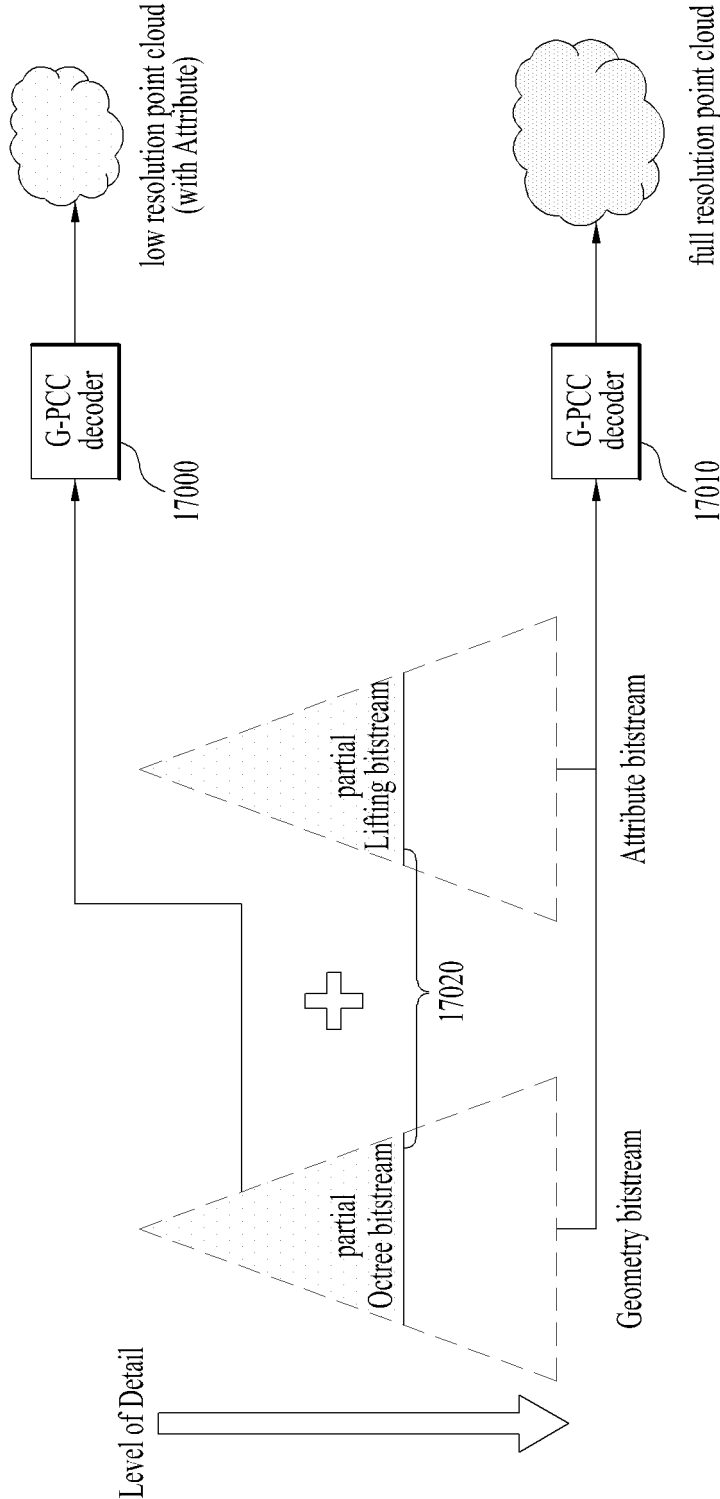 Level of Detail
partial
Octree bitstream
Geometry bitstream
17020
partial
Lifting bitstream
Attribute bitstream
G-PCC
decoder
17000
low resolution point cloud
(with Attribute)
G-PCC
decoder
17010
full resolution point cloud